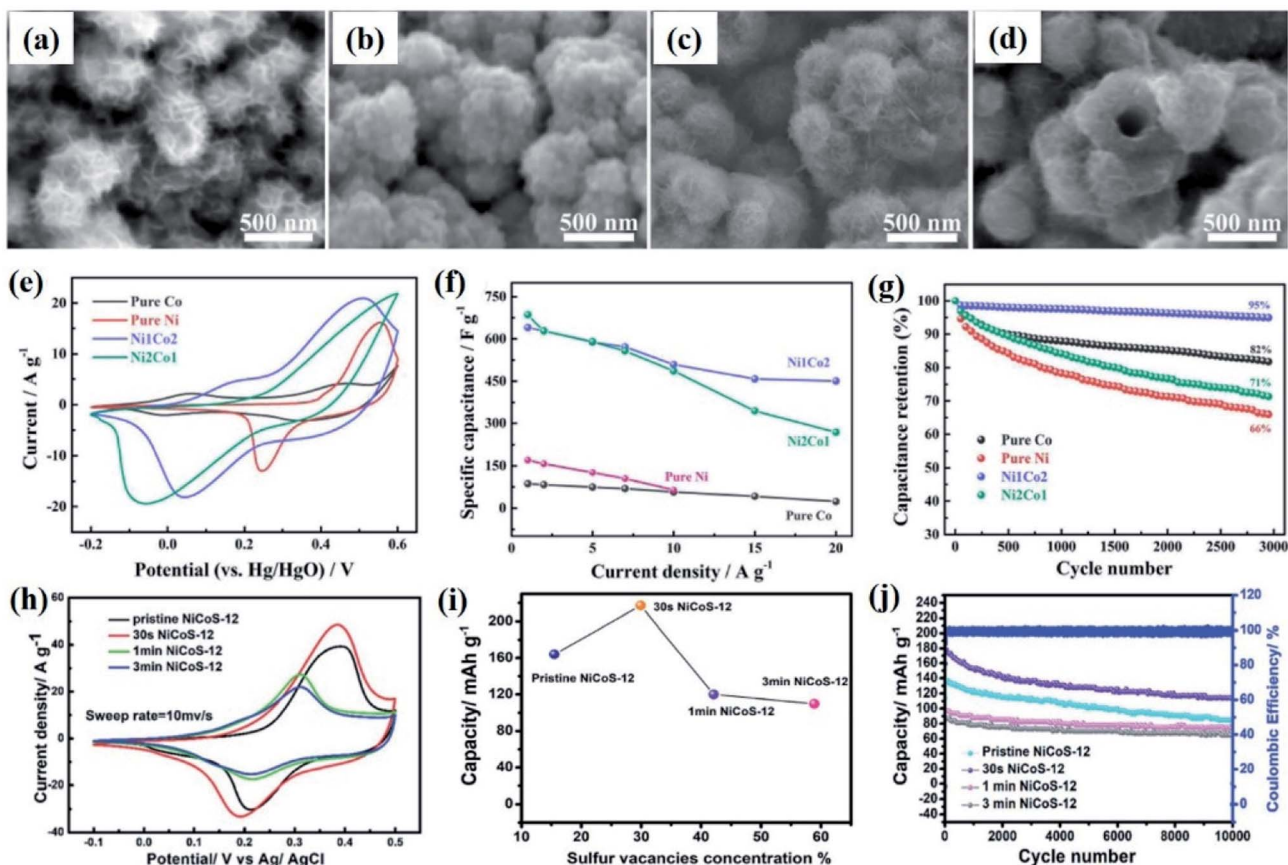 (a)
500 nm
(b)
500 nm
(c)
500 nm
(d)
500 nm
(e)
Pure Co
Pure Ni
Ni1Co2
Ni2Co1
Current / A g-1
20
10
0
-10
-20
-0.2
0.0
0.2
0.4
0.6
Potential (vs. Hg/HgO) / V
(f)
Specific capacitance / F g-1
750
600
450
300
150
0
Ni1Co2
Ni2Co1
Pure Ni
Pure Co
0
5
10
15
20
Current density / A g-1
(g)
Capacitance retention (%)
100
90
80
70
60
50
40
30
95%
82%
71%
66%
Pure Co
Pure Ni
Ni1Co2
Ni2Co1
0
500
1000
1500
2000
2500
3000
Cycle number
(h)
Current density/ A g-1
60
40
20
0
-20
-40
pristine NiCoS-12
30s NiCoS-12
1min NiCoS-12
3min NiCoS-12
Sweep rate=10mv/s
-0.1
0.0
0.1
0.2
0.3
0.4
0.5
Potential/ V vs Ag/ AgCl
(i)
Capacity/ mAh g-1
200
160
120
80
40
0
30s NiCoS-12
Pristine NiCoS-12
1min NiCoS-12
3min NiCoS-12
10
20
30
40
50
60
Sulfur vacancies concentration %
(j)
Capacity/ mAh g-1
240
220
200
180
160
140
120
100
80
60
40
20
0
-20
-40
Pristine NiCoS-12
30s NiCoS-12
1 min NiCoS-12
3 min NiCoS-12
0
2000
4000
6000
8000
10000
Cycle number
120
100
80
60
40
20
0
Coulombic Efficiency/ %